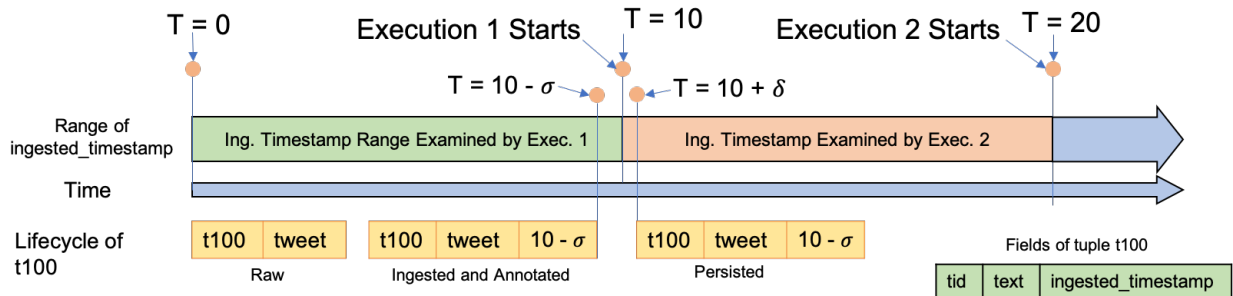 T = 0
Execution 1 Starts
T = 10
Execution 2 Starts
T = 20
T = 10 - σ
T = 10 + δ
Range of
ingested_timestamp
Ing. Timestamp Range Examined by Exec. 1
Ing. Timestamp Examined by Exec. 2
Time
Lifecycle of
t100
t100 tweet
Raw
t100 tweet 10 - σ
Ingested and Annotated
t100 tweet 10 - σ
Persisted
Fields of tuple t100
tid text ingested_timestamp